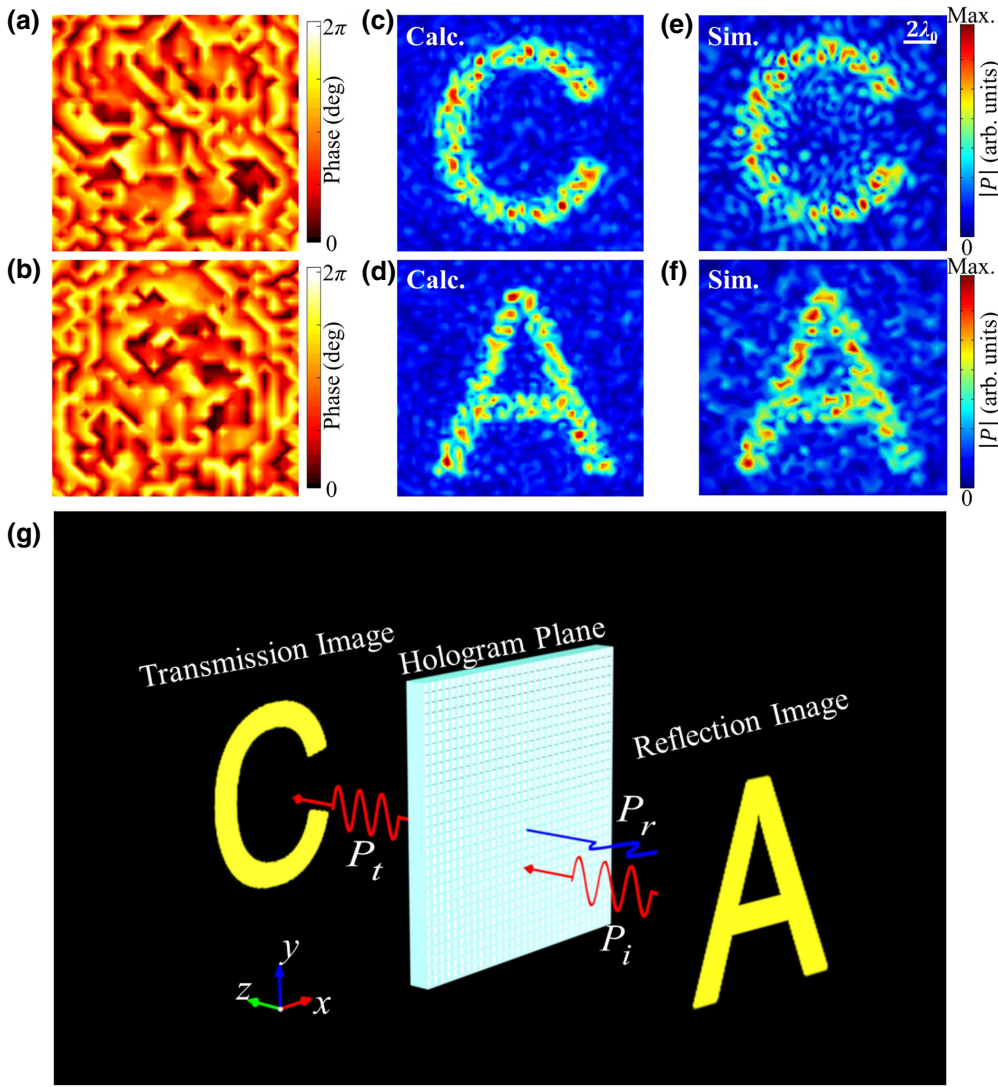 (a)
2π
Phase (deg)
0
(c)
Calc.
(e)
Sim.
2λ₀
Max.
|P| (arb. units)
0
(b)
2π
Phase (deg)
0
(d)
Calc.
(f)
Sim.
Max.
|P| (arb. units)
0
(g)
Transmission Image
Hologram Plane
Reflection Image
C
A
Pₜ
Pᵣ
Pᵢ
y
z
x